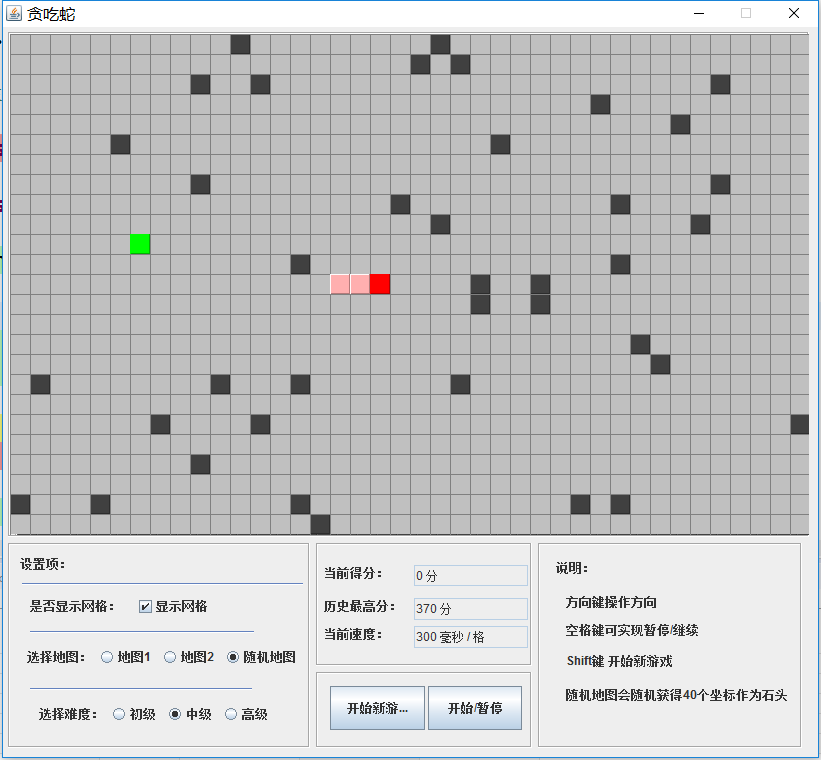 贪吃蛇
设置项：
是否显示网格： 显示网格
选择地图： 地图1 地图2 随机地图
选择难度： 初级 中级 高级
当前得分： 0 分
历史最高分： 370 分
当前速度： 300 毫秒 / 格
开始新游... 开始/暂停
说明：
方向键操作方向
空格键可实现暂停/继续
Shift键 开始新游戏
随机地图会随机获得40个坐标作为石头